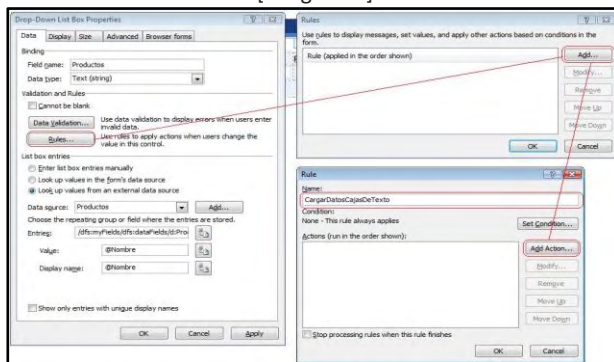 Drop-Down List Box Properties
Data Display Size Advanced Browser forms
Binding
Field name: Productos
Data type: Text (string)
Validation and Rules
Cannot be blank
Data Validation... Use data validation to display errors when users enter
invalid data.
Rules... Use rules to apply actions when users change the
value in this control.
List box entries
Enter list box entries manually
Look up values in the form's data source
Look up values from an external data source
Data source: Productos Add...
Choose the repeating group or field where the entries are stored.
Entries: /dfs:myFields/dfs:dataFields/d:Pro
Value: @Nombre
Display name: @Nombre
Show only entries with unique display names
OK Cancel Apply
Rules
Use rules to display messages, set values, and apply other actions based on conditions in the
form.
Rule (applied in the order shown)
Add...
Modify...
Remove
Move Up
Move Down
OK Cancel
Rule
Name:
CargarDatosCajasDeTexto
Condition:
None - This rule always applies
Set Condition...
Actions (run in the order shown):
Add Action...
Modify...
Remove
Move Up
Move Down
Stop processing rules when this rule finishes
OK Cancel